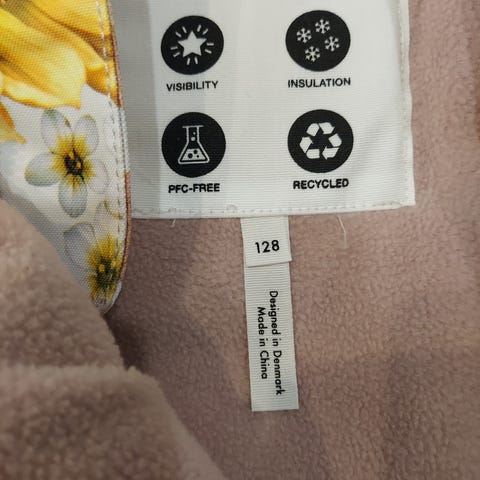 VISIBILITY
INSULATION
PFC-FREE
RECYCLED
128
Designed in Denmark
Made in China